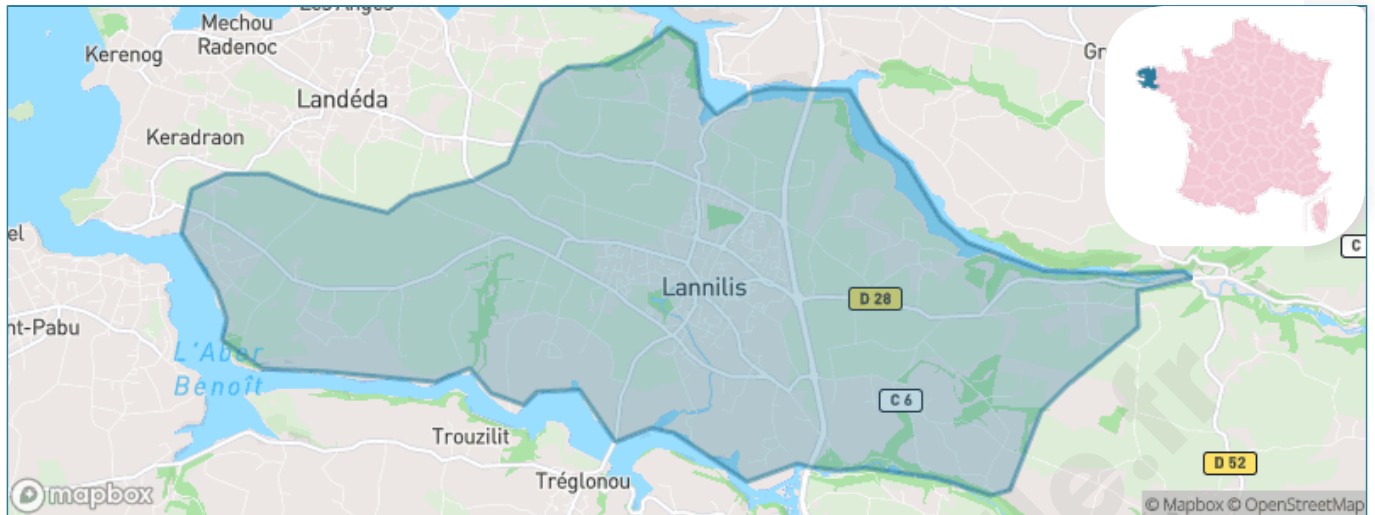 Mechou
Radenoc
Kerenog
Landéda
Keradraon
Gr
el
Lannilis
D 28
C
nt-Pabu
L'Aber
Benoît
C 6
Trouzilit
Tréglonou
D 52
mapbox
© Mapbox © OpenStreetMap